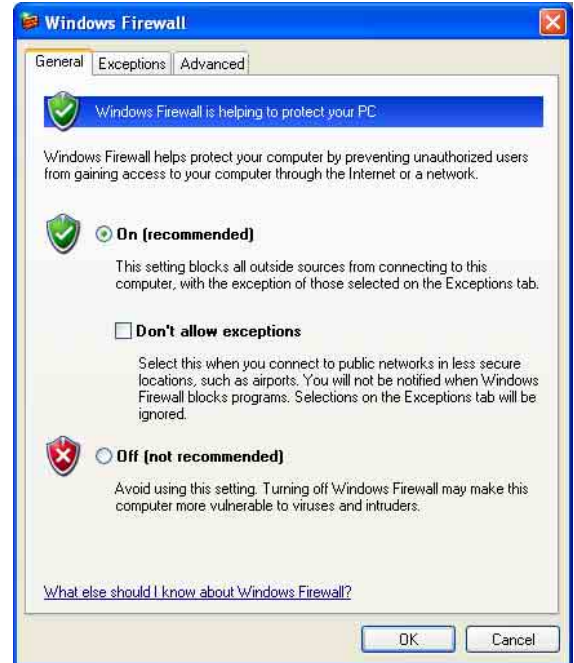 Windows Firewall
General Exceptions Advanced
Windows Firewall is helping to protect your PC
Windows Firewall helps protect your computer by preventing unauthorized users
from gaining access to your computer through the Internet or a network.
On (recommended)
This setting blocks all outside sources from connecting to this
computer, with the exception of those selected on the Exceptions tab.
Don't allow exceptions
Select this when you connect to public networks in less secure
locations, such as airports. You will not be notified when Windows
Firewall blocks programs. Selections on the Exceptions tab will be
ignored.
Off (not recommended)
Avoid using this setting. Turning off Windows Firewall may make this
computer more vulnerable to viruses and intruders.
What else should I know about Windows Firewall?
OK Cancel